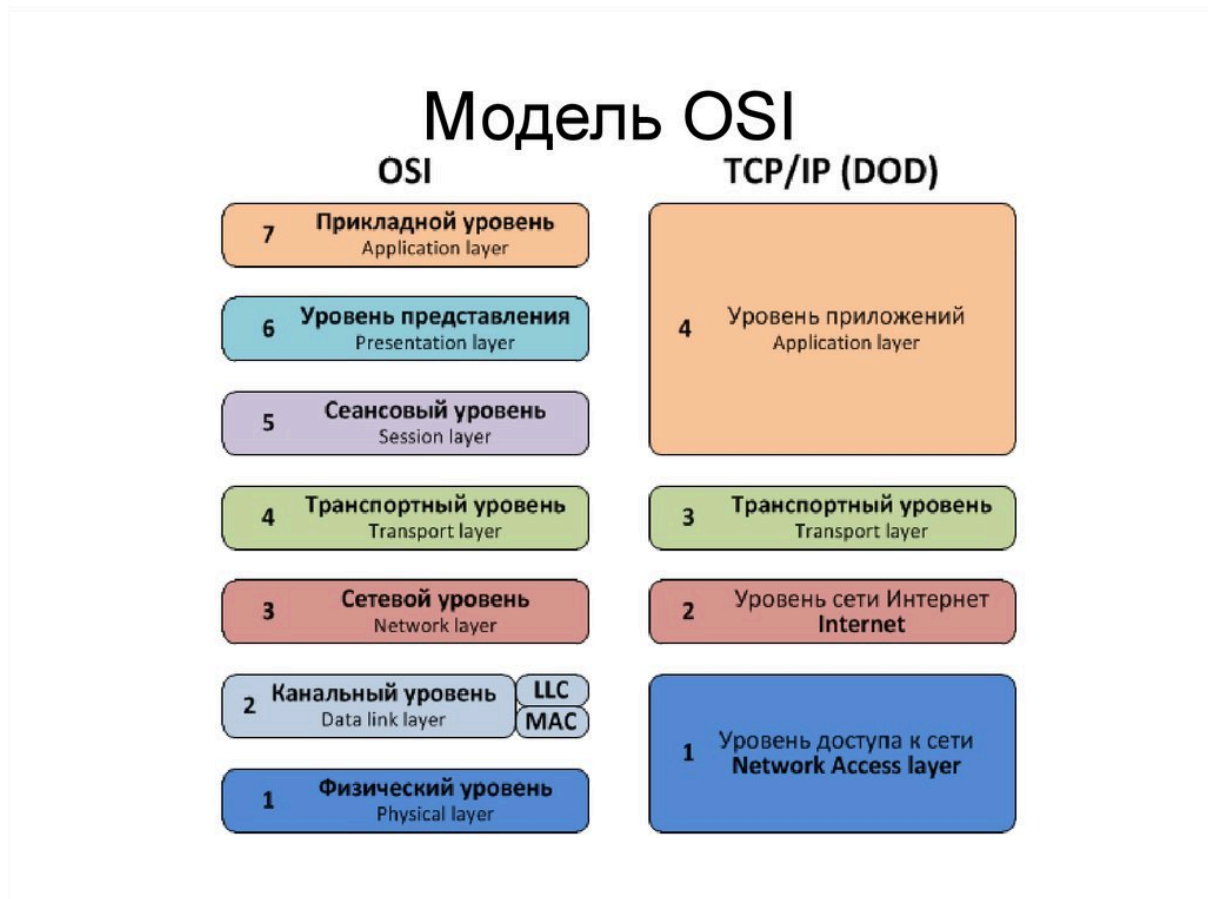 Модель OSI
OSI
7
Прикладной уровень
Application layer
6
Уровень представления
Presentation layer
5
Сеансовый уровень
Session layer
4
Транспортный уровень
Transport layer
3
Сетевой уровень
Network layer
2
Канальный уровень
Data link layer
LLC
MAC
1
Физический уровень
Physical layer
TCP/IP (DOD)
4
Уровень приложений
Application layer
3
Транспортный уровень
Transport layer
2
Уровень сети Интернет
Internet
1
Уровень доступа к сети
Network Access layer